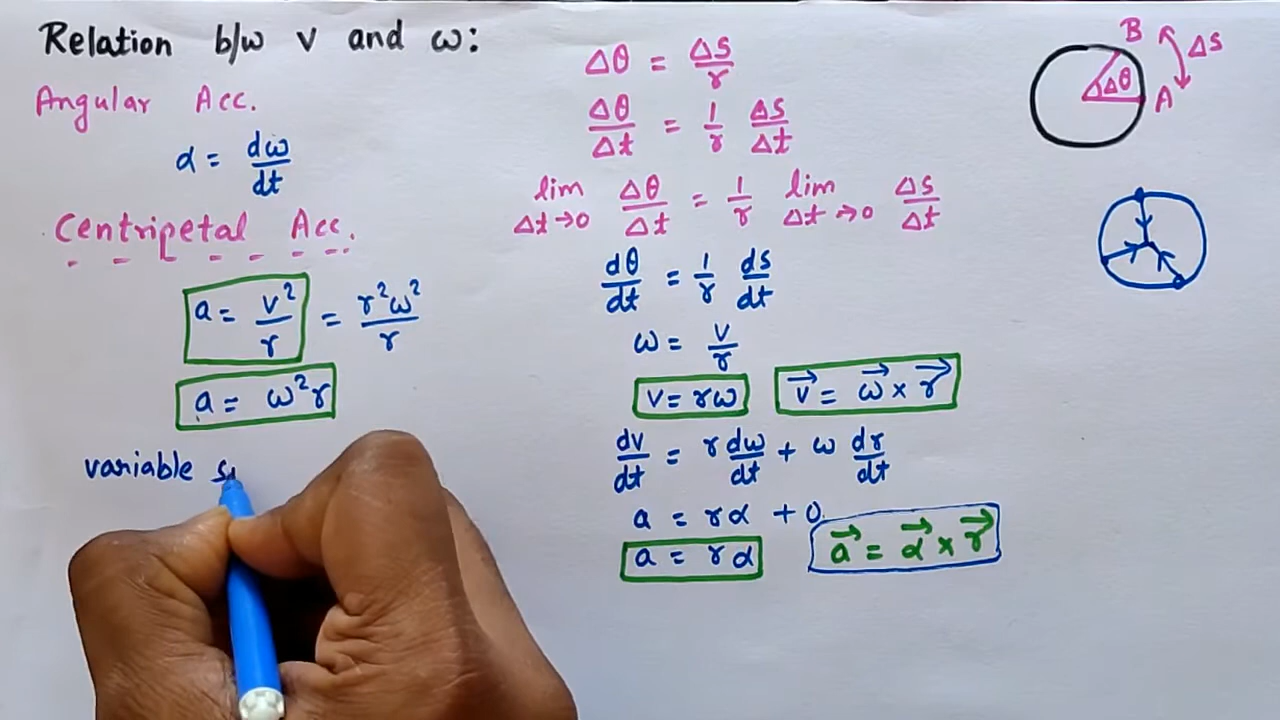 Relation b/w v and ω:
Angular Acc.
α = dω/dt
Centripetal Acc.
a = v²/r = r²ω²/r
a = ω²r
variable
Δθ = Δs/r
Δθ/Δt = 1/r Δs/Δt
lim Δt→0 Δθ/Δt = 1/r lim Δt→0 Δs/Δt
dθ/dt = 1/r ds/dt
ω = v/r
v = rω
v⃗ = ω⃗ × r⃗
dv/dt = r dω/dt + ω dr/dt
a = rα + 0
a = rα
a⃗ = α⃗ × r⃗
B
Δs
Δθ
A